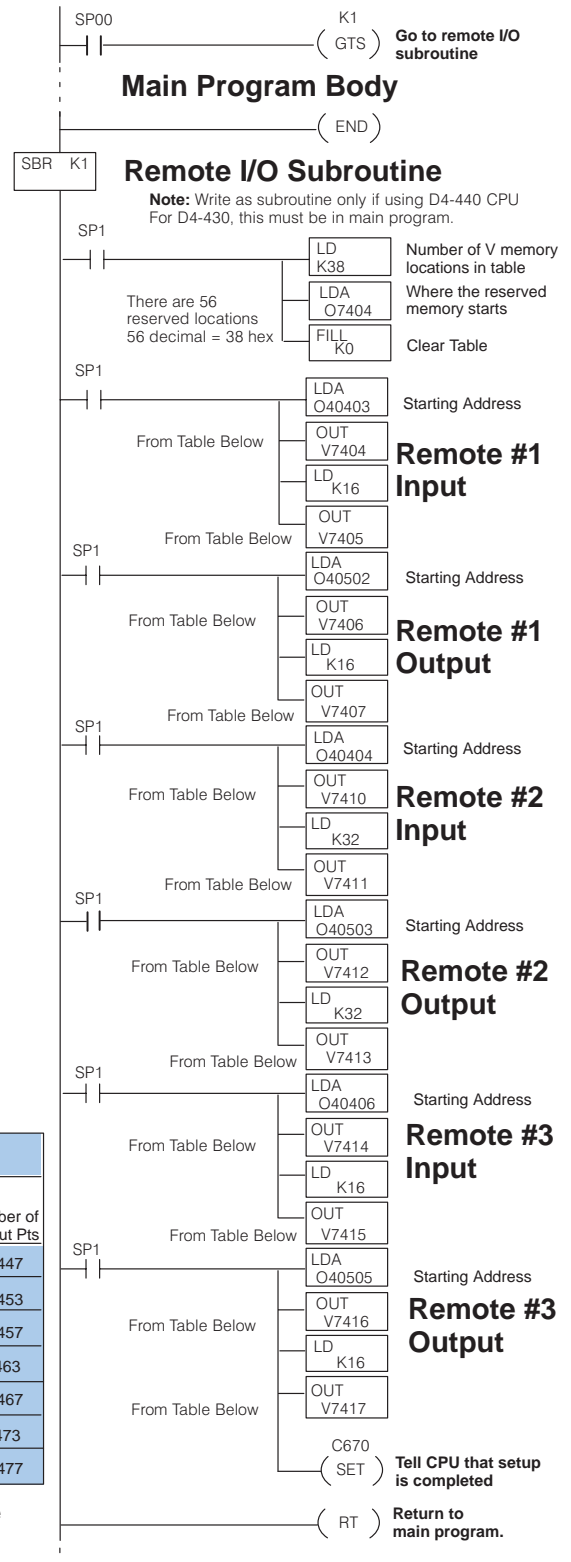 SP00
K1
GTS
Go to remote I/O
subroutine
Main Program Body
END
SBR K1
Remote I/O Subroutine
Note: Write as subroutine only if using D4-440 CPU
For D4-430, this must be in main program.
SP1
LD
K38
Number of V memory
locations in table
LDA
O7404
Where the reserved
memory starts
There are 56
reserved locations
56 decimal = 38 hex
FILL
K0
Clear Table
SP1
LDA
O40403
Starting Address
From Table Below
OUT
V7404
Remote #1
Input
LD
K16
From Table Below
OUT
V7405
SP1
LDA
O40502
Starting Address
From Table Below
OUT
V7406
Remote #1
Output
LD
K16
From Table Below
OUT
V7407
SP1
LDA
O40404
Starting Address
From Table Below
OUT
V7410
Remote #2
Input
LD
K32
From Table Below
OUT
V7411
SP1
LDA
O40503
Starting Address
From Table Below
OUT
V7412
Remote #2
Output
LD
K32
From Table Below
OUT
V7413
SP1
LDA
O40406
Starting Address
From Table Below
OUT
V7414
Remote #3
Input
LD
K16
From Table Below
OUT
V7415
SP1
LDA
O40505
Starting Address
From Table Below
OUT
V7416
Remote #3
Output
LD
K16
From Table Below
OUT
V7417
C670
SET
Tell CPU that setup
is completed
RT
Return to
main program.
ber of
ut Pts
447
453
457
463
467
473
477